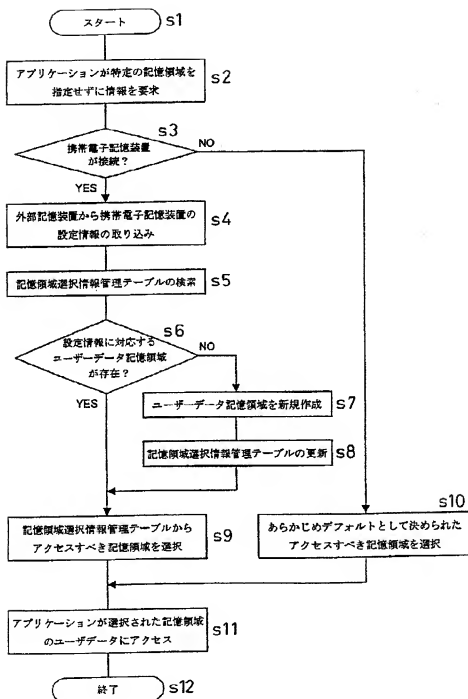 スタート
s1
アプリケーションが特定の記憶領域を
指定せずに情報を要求
s2
s3
携帯電子記憶装置
が接続?
NO
YES
外部記憶装置から携帯電子記憶装置の
設定情報の取り込み
s4
s5
記憶領域選択情報管理テーブルの検索
s6
設定情報に対応する
ユーザーデータ記憶領域
が存在?
NO
YES
ユーザーデータ記憶領域を新規作成
s7
記憶領域選択情報管理テーブルの更新
s8
s10
記憶領域選択情報管理テーブルから
アクセスすべき記憶領域を選択
s9
あらかじめデフォルトとして決められた
アクセスすべき記憶領域を選択
アプリケーションが選択された記憶領域
のユーザデータにアクセス
s11
終了
s12